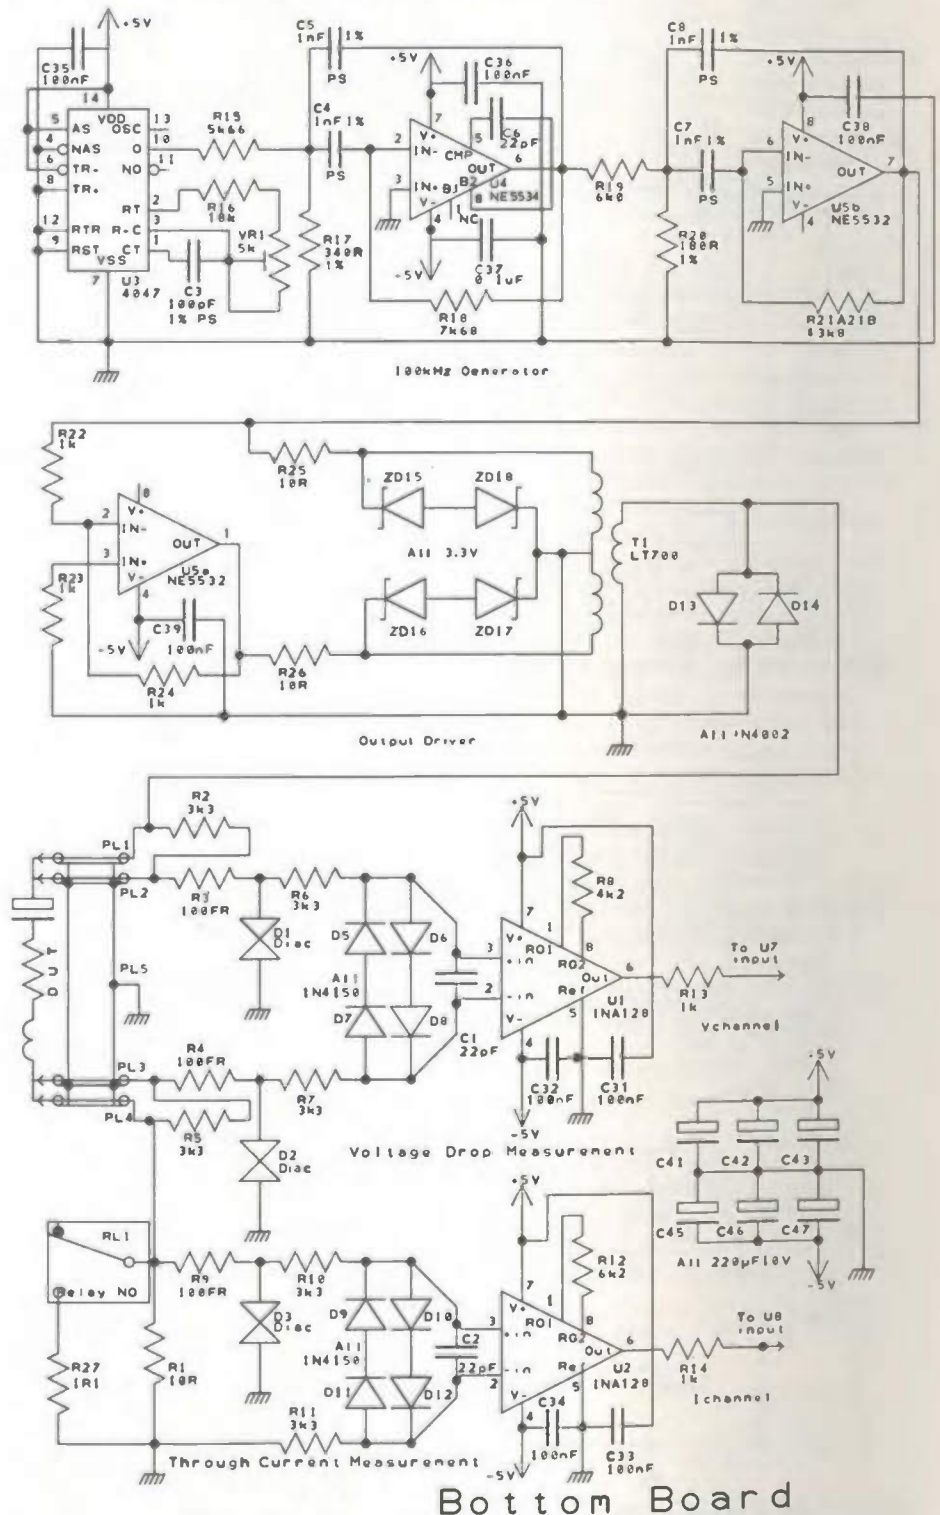 +5V
C35
100nF
14
VDD
5 AS
OSC 13
4 NAS
O 10
6 TR-
NO 11
8 TR+
RT 2
12 RTR
R-C 3
9 RST
CT 1
VSS
7
U3
4047
R15
5k66
R16
18k
VR1
5k
C3
100pF
1% PS
C5
1nF 1%
PS
C4
1nF1%
PS
R17
340R
1%
+5V
C36
100nF
7
V+
2
IN-
3
IN+
V-
4
CMP
5
C6
22pF
OUT
6
B1
B2
8
1
NC
U4
NE5534
-5V
C37
0.1uF
R18
7k68
R19
6k0
C8
1nF 1%
PS
C7
1nF1%
PS
R20
180R
1%
+5V
8
C38
100nF
6
IN-
V+
5
IN+
V-
4
OUT
7
U5b
NE5532
R21A21B
43k8
100kHz Generator
R22
1k
R23
1k
8
V+
2
IN-
3
IN+
V-
4
OUT
1
U5a
NE5532
C39
100nF
-5V
R24
1k
R25
10R
R26
10R
ZD15
ZD18
All 3.3V
ZD16
ZD17
T1
LT700
D13
D14
All 1N4002
Output Driver
R2
3k3
PL1
PL2
R3
100FR
R6
3k3
D1
Diac
D5
D6
All
1N4150
D7
D8
DUT
PL5
PL3
PL4
R4
100FR
R5
3k3
R7
3k3
D2
Diac
C1
22pF
+5V
7
V+
3
+in
2
-in
V-
4
1
RG1
RG2
8
R8
4k2
Out
6
Ref
5
U1
INA128
R13
1k
To U7
input
Vchannel
C32
100nF
C31
100nF
-5V
Voltage Drop Measurement
+5V
C41
C42
C43
C45
C46
C47
All 220µF10V
-5V
RL1
Relay NO
R27
1R1
R1
10R
R9
100FR
R10
3k3
D3
Diac
D9
D10
All
1N4150
D11
D12
R11
3k3
C2
22pF
+5V
7
V+
3
+in
2
-in
V-
4
1
RG1
RG2
8
R12
6k2
Out
6
Ref
5
U2
INA128
R14
1k
To U8
input
Ichannel
C34
100nF
C33
100nF
-5V
Through Current Measurement
Bottom Board